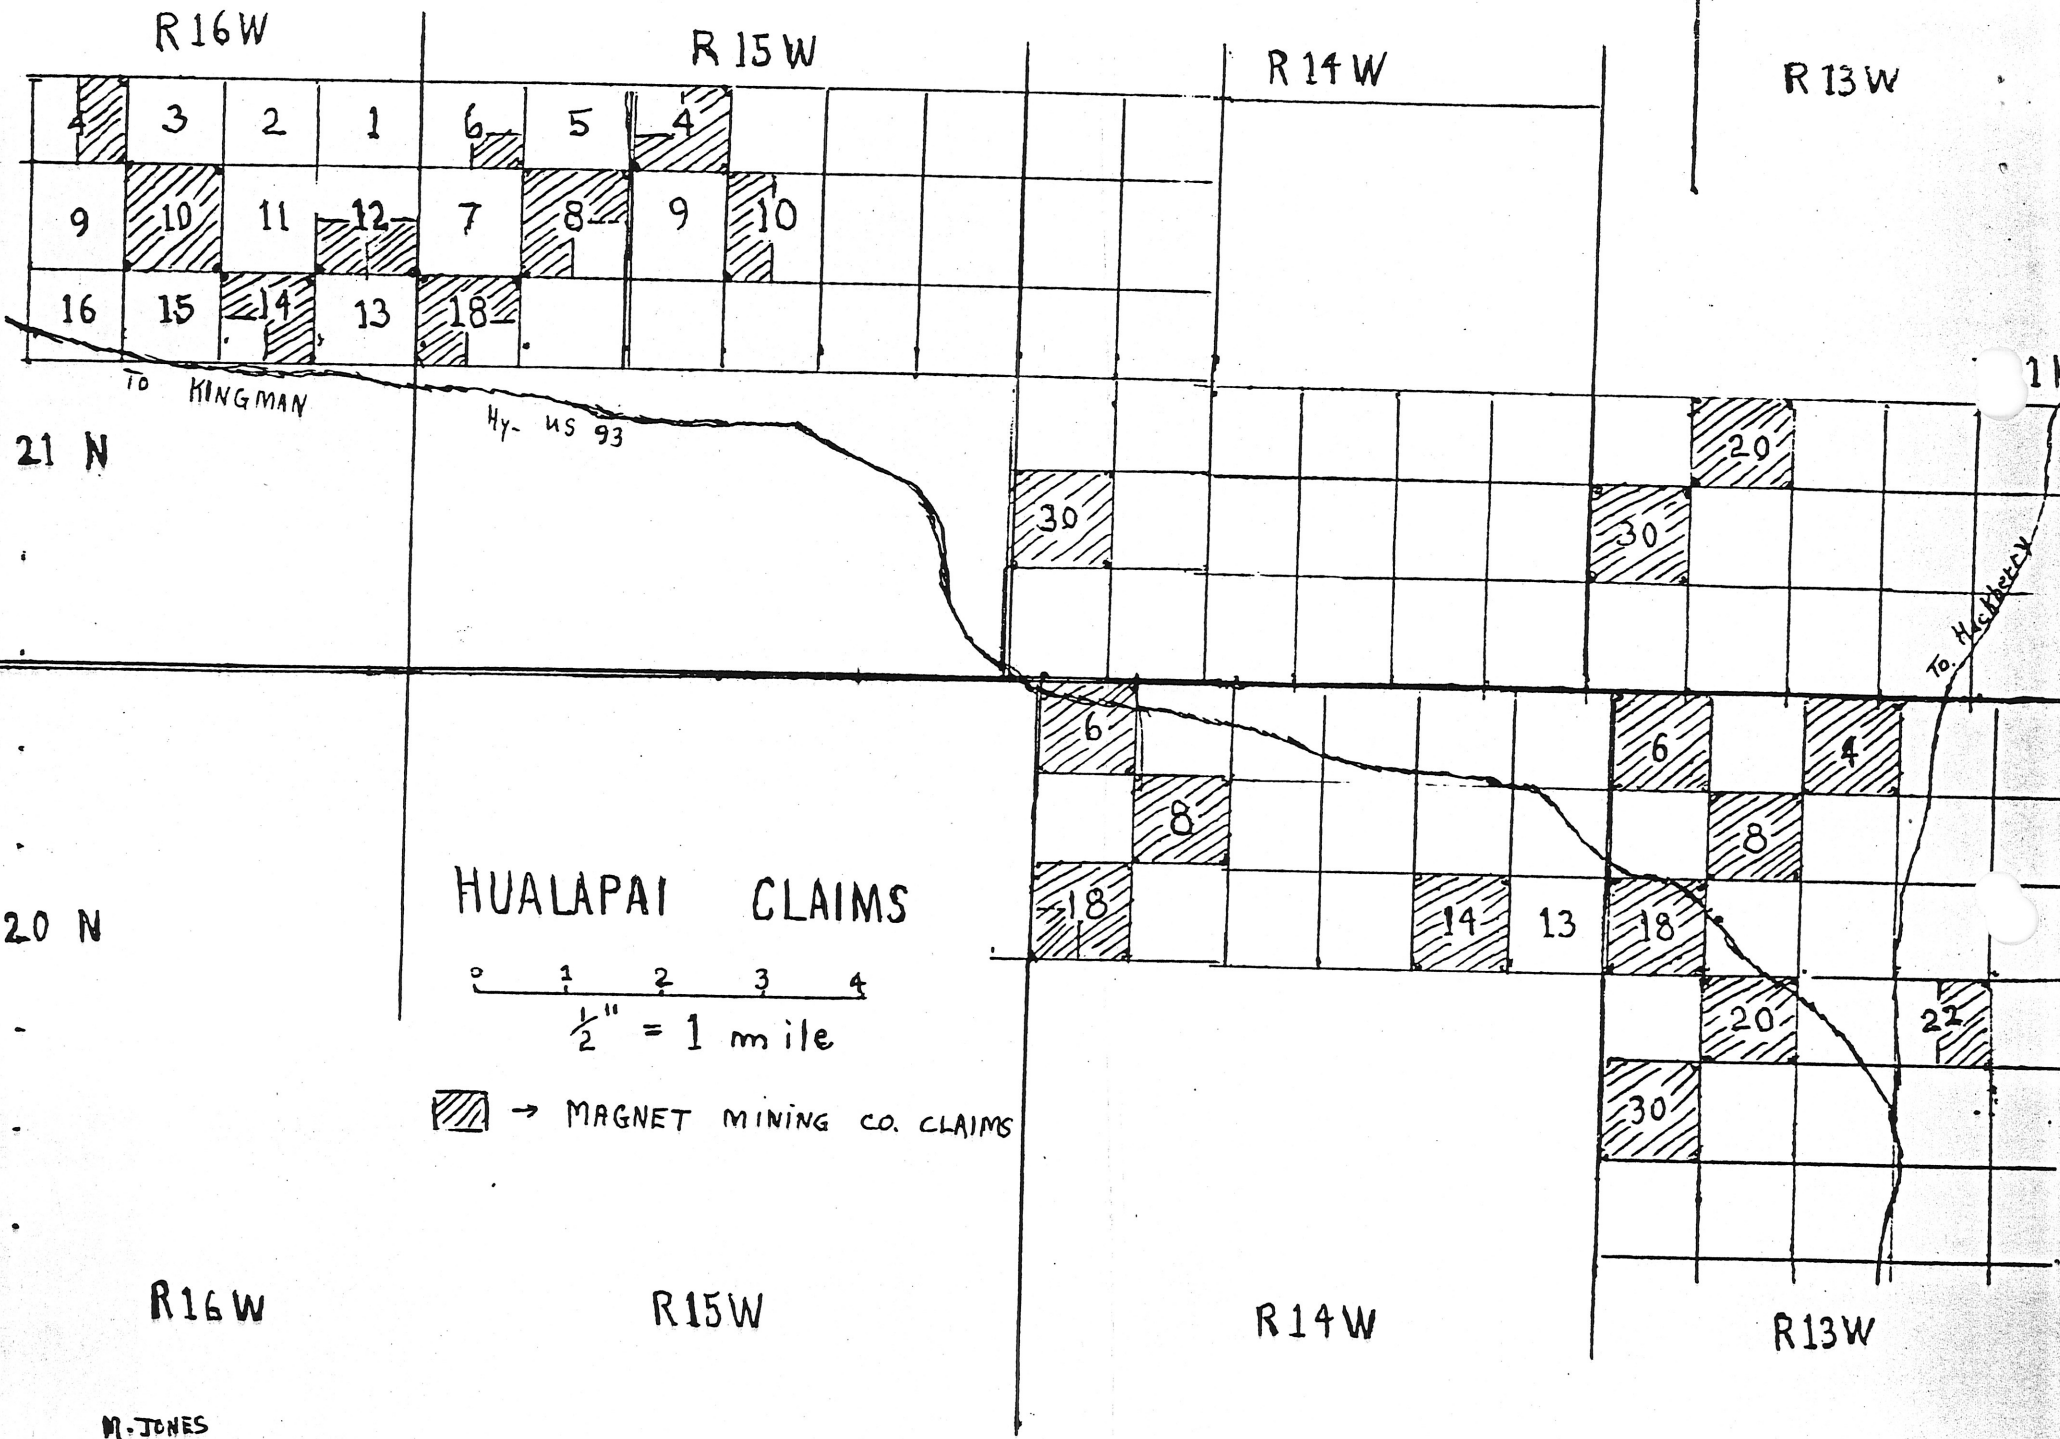 R16W R15W R14W R13W
4 3 2 1 6 5 4
9 10 11 12 7 8 9 10
16 15 14 13 18
To KINGMAN
Hy- US 93
21 N
20
30 30
To. Hackberry
6 6 4
8 8
HUALAPAI CLAIMS
18 14 13 18
20 N
0 1 2 3 4
1/2" = 1 mile
20 22
30
→ MAGNET MINING CO. CLAIMS
R16W R15W R14W R13W
M. JONES